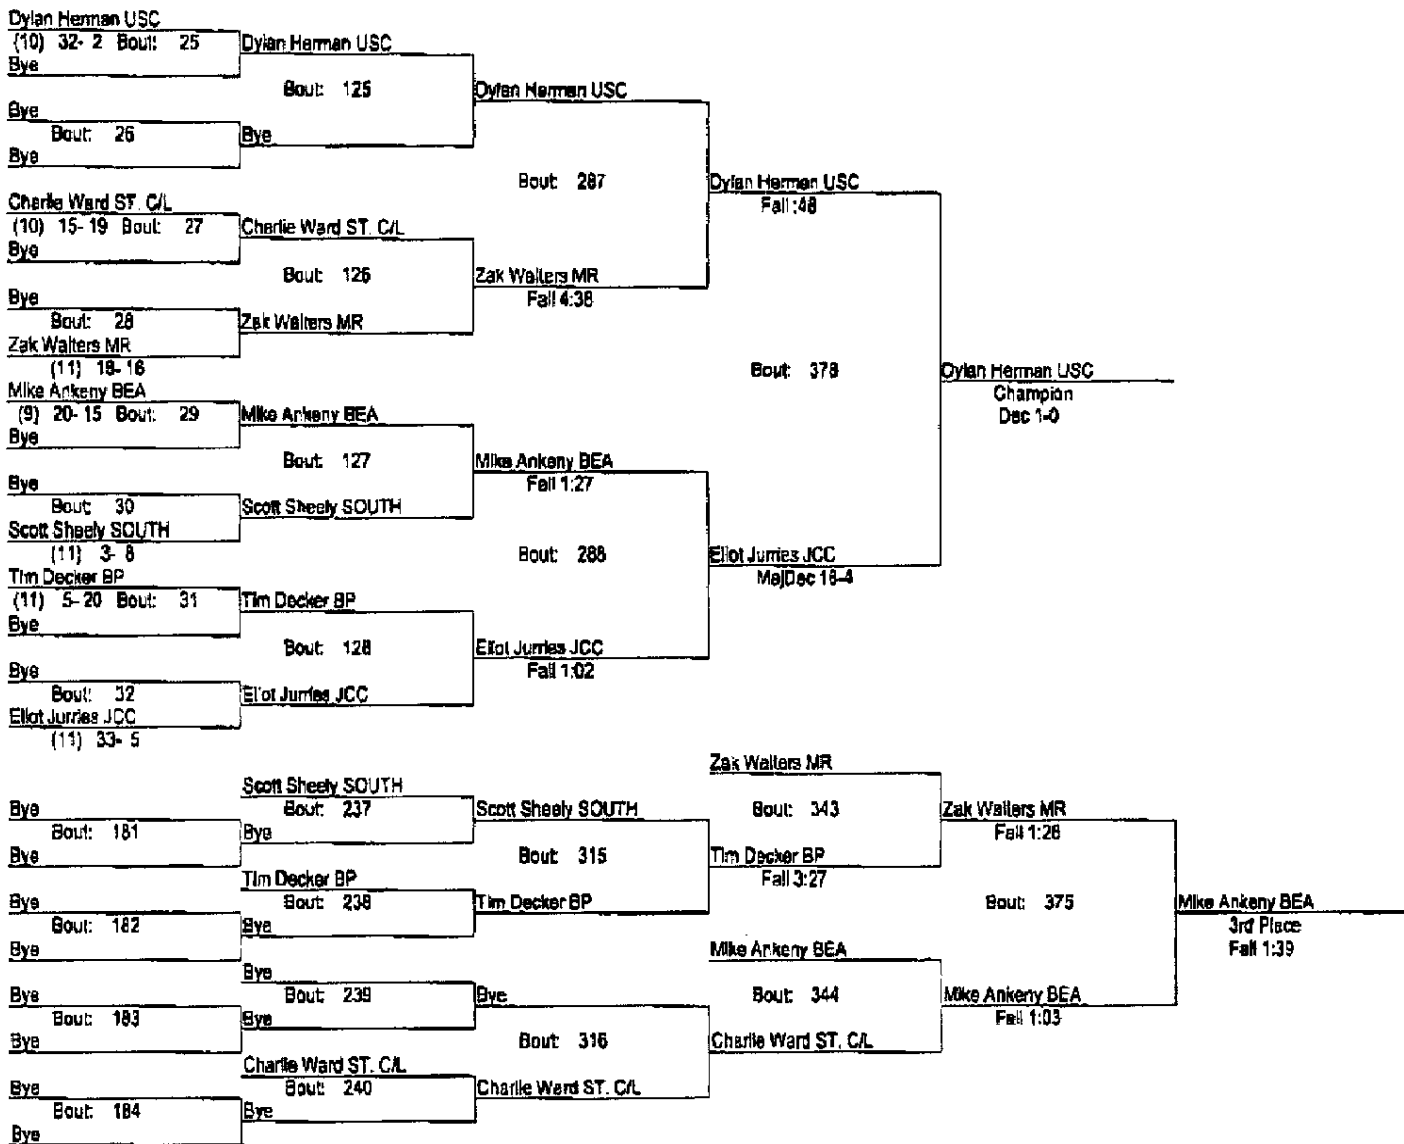 Dylan Herman USC
(10) 32- 2 Bout: 25
Bye
Bye
Bout: 26
Bye
Charlie Ward ST. C/L
(10) 15- 19 Bout: 27
Bye
Bye
Bout: 28
Zak Walters MR
(11) 18- 16
Mike Ankeny BEA
(9) 20- 15 Bout: 29
Bye
Bye
Bout: 30
Scott Sheely SOUTH
(11) 3- 8
Tim Decker BP
(11) 5- 20 Bout: 31
Bye
Bye
Bout: 32
Eliot Jurries JCC
(11) 33- 5
Dylan Herman USC
Bout: 125
Bye
Charlie Ward ST. C/L
Bout: 126
Zak Walters MR
Mike Ankeny BEA
Bout: 127
Scott Sheely SOUTH
Tim Decker BP
Bout: 128
Eliot Jurries JCC
Dylan Herman USC
Bout: 287
Zak Walters MR
Fall 4:38
Mike Ankeny BEA
Fall 1:27
Bout: 288
Eliot Jurries JCC
Fall 1:02
Dylan Herman USC
Fall :48
Bout: 378
Eliot Jurries JCC
MajDec 18-4
Dylan Herman USC
Champion
Dec 1-0
Bye
Bout: 181
Bye
Bye
Bout: 182
Bye
Bye
Bout: 183
Bye
Bye
Bout: 184
Bye
Scott Sheely SOUTH
Bout: 237
Bye
Tim Decker BP
Bout: 238
Bye
Bye
Bout: 239
Bye
Charlie Ward ST. C/L
Bout: 240
Bye
Scott Sheely SOUTH
Bout: 315
Tim Decker BP
Bye
Bout: 316
Charlie Ward ST. C/L
Zak Walters MR
Bout: 343
Tim Decker BP
Fall 3:27
Mike Ankeny BEA
Bout: 344
Charlie Ward ST. C/L
Zak Walters MR
Fall 1:26
Bout: 375
Mike Ankeny BEA
Fall 1:03
Mike Ankeny BEA
3rd Place
Fall 1:39